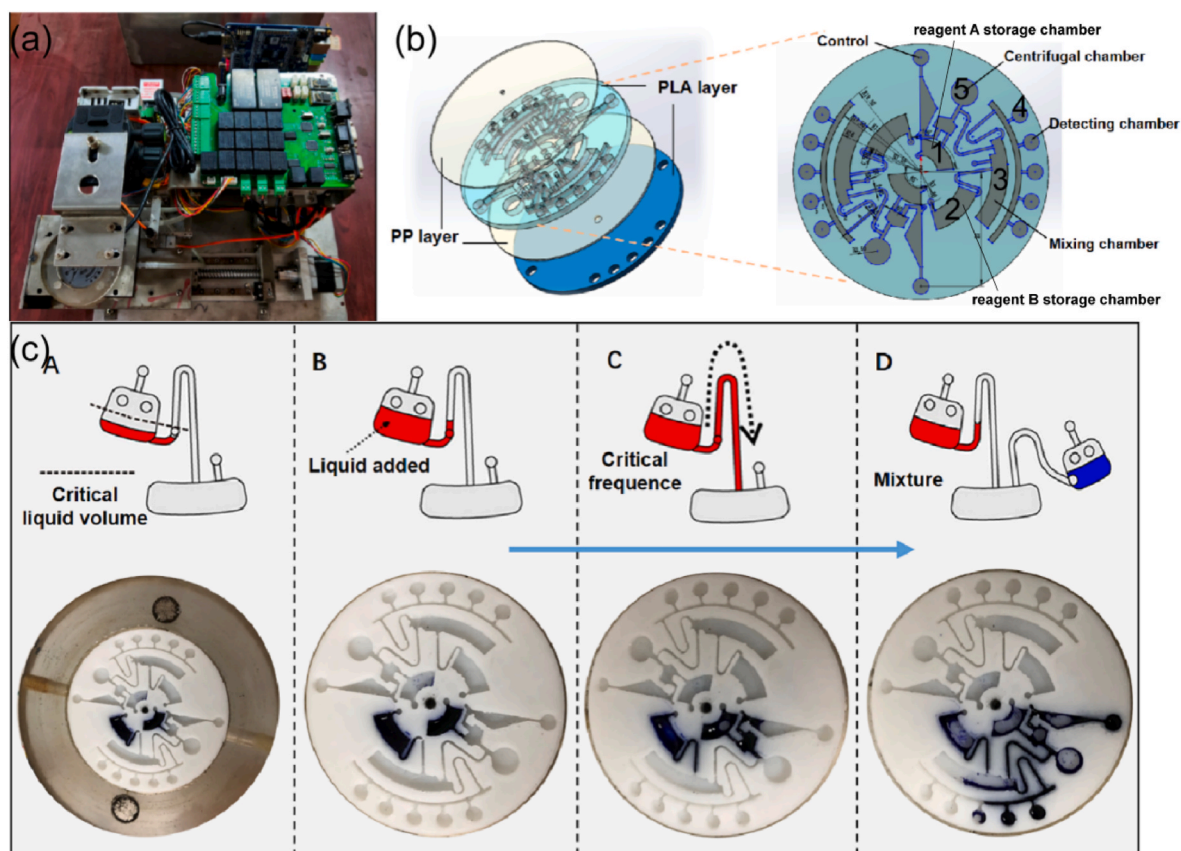 (a)
(b)
PLA layer
PP layer
Control
reagent A storage chamber
Centrifugal chamber
Detecting chamber
Mixing chamber
reagent B storage chamber
1
2
3
4
5
(c)
A
Critical
liquid volume
B
Liquid added
C
Critical
frequence
D
Mixture